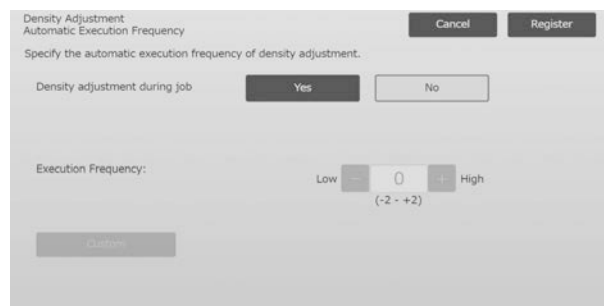 Density Adjustment
Automatic Execution Frequency
Cancel
Register
Specify the automatic execution frequency of density adjustment.
Density adjustment during job
Yes
No
Execution Frequency:
Low − 0 + High
(-2 - +2)
Custom